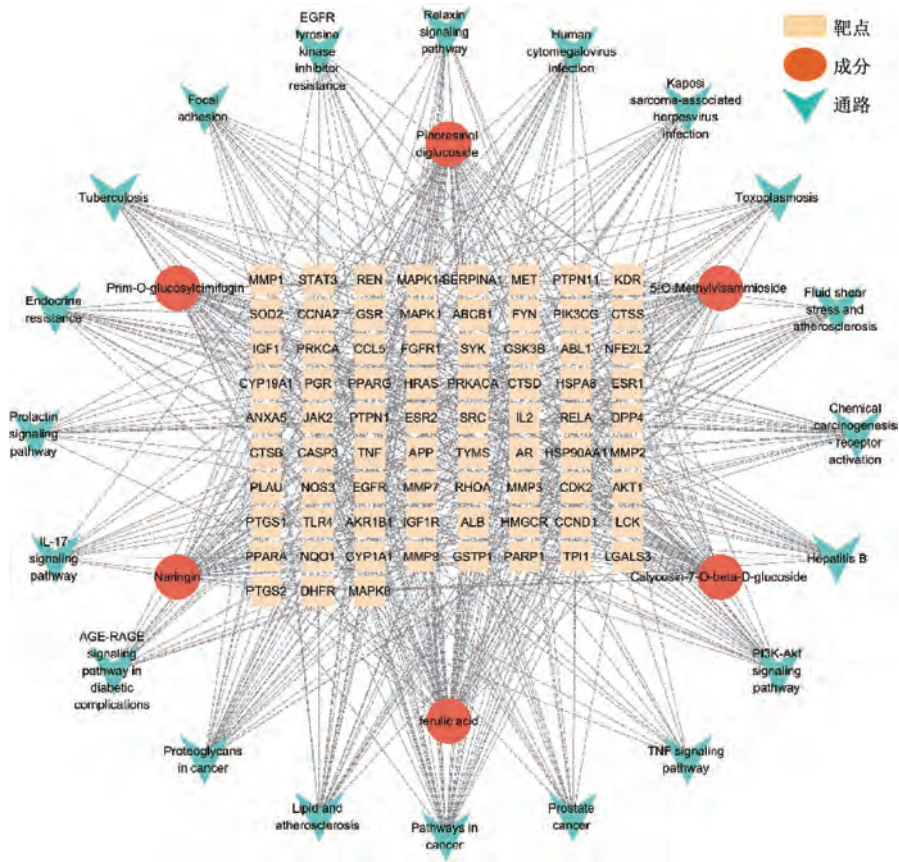 EGFR
tyrosine
kinase
inhibitor
resistance
Relaxin
signaling
pathway
Human
cytomegalovirus
infection
靶点
成分
通路
Focal
adhesion
Pinoresinol
diglucoside
Kaposi
sarcoma-associated
herpesvirus
infection
Tuberculosis
Toxoplasmosis
Prim-O-glucosylcimifugin
5-O-Methylvisammioside
Endocrine
resistance
Fluid shear
stress and
atherosclerosis
MMP1 STAT3 REN MAPK14 SERPINA1 MET PTPN11 KDR
SOD2 CCNA2 GSR MAPK1 ABCB1 FYN PIK3CG CTSS
IGF1 PRKCA CCL5 FGFR1 SYK GSK3B ABL1 NFE2L2
CYP19A1 PGR PPARG HRAS PRKACA CTSD HSPA8 ESR1
ANXA5 JAK2 PTPN1 ESR2 SRC IL2 RELA DPP4
CTSB CASP3 TNF APP TYMS AR HSP90AA1 MMP2
PLAU NOS3 EGFR MMP7 RHOA MMP3 CDK2 AKT1
PTGS1 TLR4 AKR1B1 IGF1R ALB HMGCR CCND1 LCK
PPARA NQO1 CYP1A1 MMP9 GSTP1 PARP1 TPI1 LGALS3
PTGS2 DHFR MAPK8
Prolactin
signaling
pathway
Chemical
carcinogenesis
- receptor
activation
IL-17
signaling
pathway
Hepatitis B
Naringin
Calycosin-7-O-beta-D-glucoside
AGE-RAGE
signaling
pathway in
diabetic
complications
PI3K-Akt
signaling
pathway
ferulic acid
Proteoglycans
in cancer
TNF signaling
pathway
Lipid and
atherosclerosis
Pathways in
cancer
Prostate
cancer